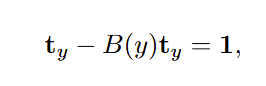 𝐭_y − B(y)𝐭_y = 𝟏,